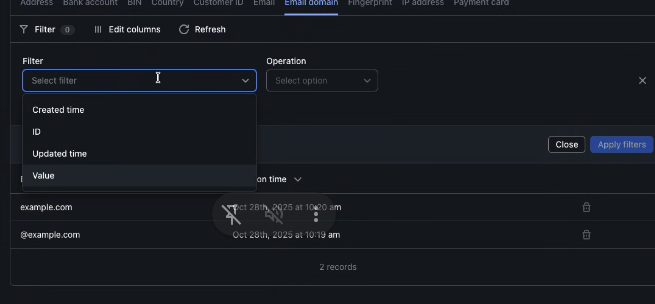 Address Bank account BIN Country Customer ID Email Email domain Fingerprint IP address Payment card
Filter 0 Edit columns Refresh
Filter Operation
Select filter Select option
Created time
ID
Updated time
Value
Close Apply filters
on time
example.com Oct 28th, 2025 at 10:20 am
@example.com Oct 28th, 2025 at 10:19 am
2 records